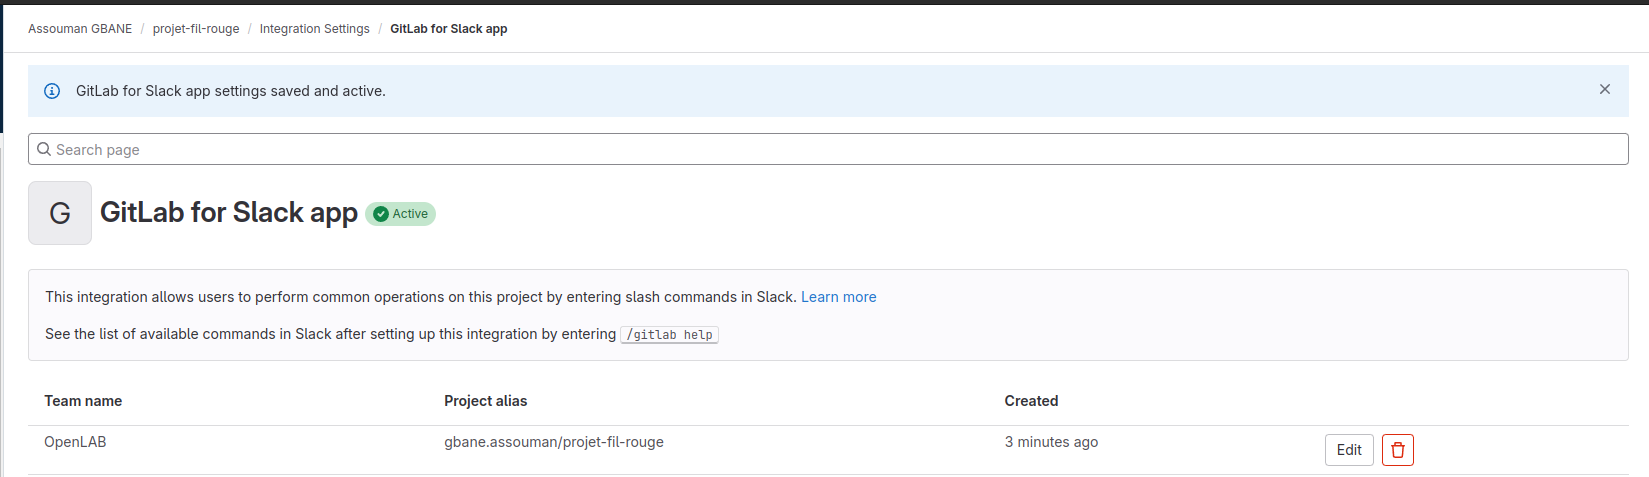 Assouman GBANE / projet-fil-rouge / Integration Settings / GitLab for Slack app
GitLab for Slack app settings saved and active.
Search page
G GitLab for Slack app Active
This integration allows users to perform common operations on this project by entering slash commands in Slack. Learn more
See the list of available commands in Slack after setting up this integration by entering /gitlab help
Team name Project alias Created
OpenLAB gbane.assouman/projet-fil-rouge 3 minutes ago Edit